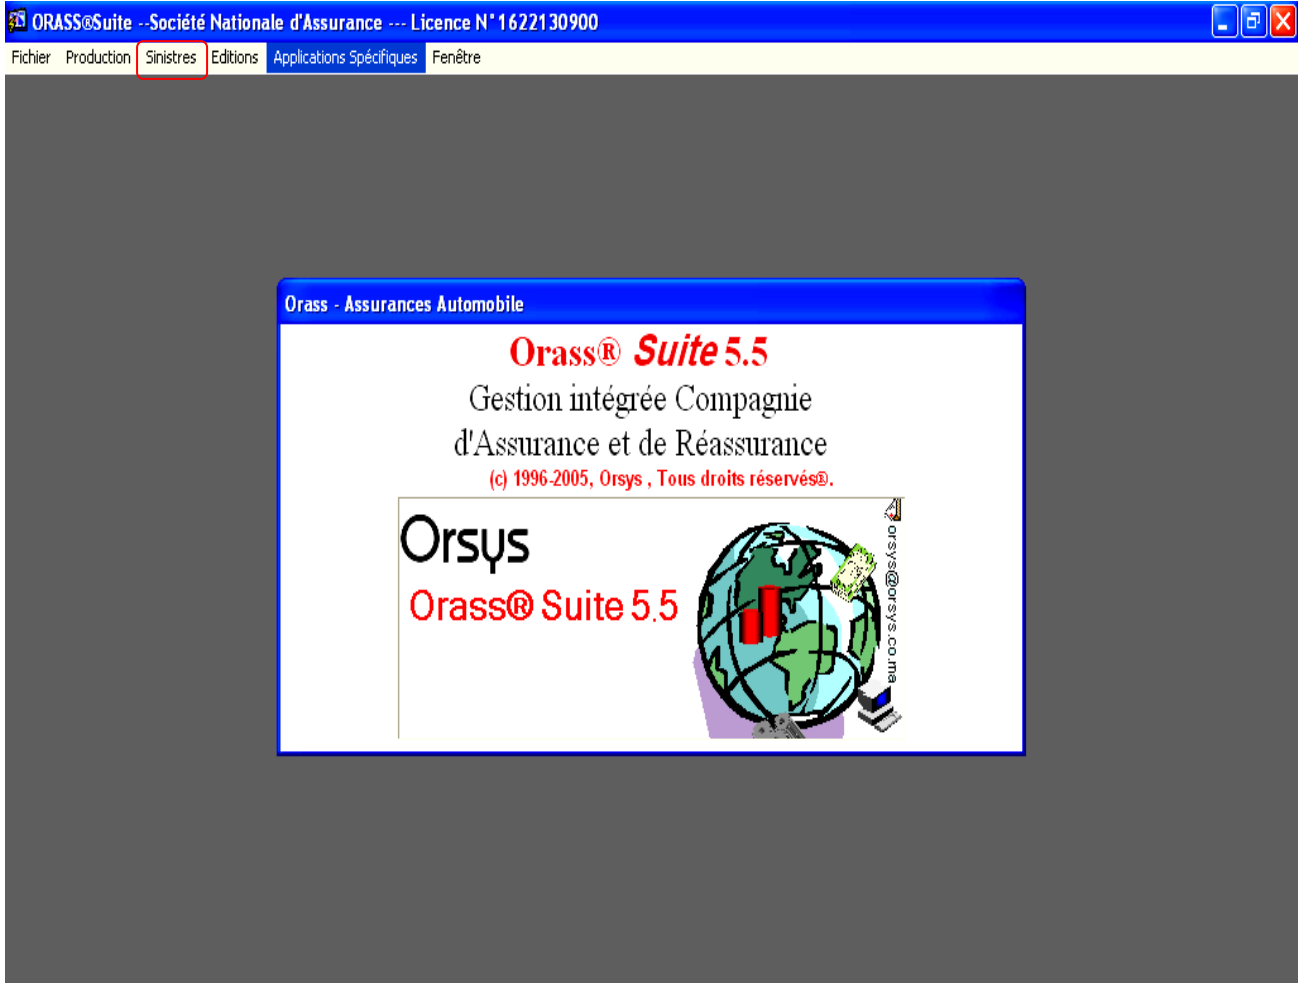 ORASS®Suite --Société Nationale d'Assurance --- Licence N°1622130900
Fichier Production Sinistres Editions Applications Spécifiques Fenêtre
Orass - Assurances Automobile
Orass® Suite 5.5
Gestion intégrée Compagnie
d'Assurance et de Réassurance
(c) 1996-2005, Orsys , Tous droits réservés®.
Orsys
Orass® Suite 5.5
orsys@orsys.co.ma